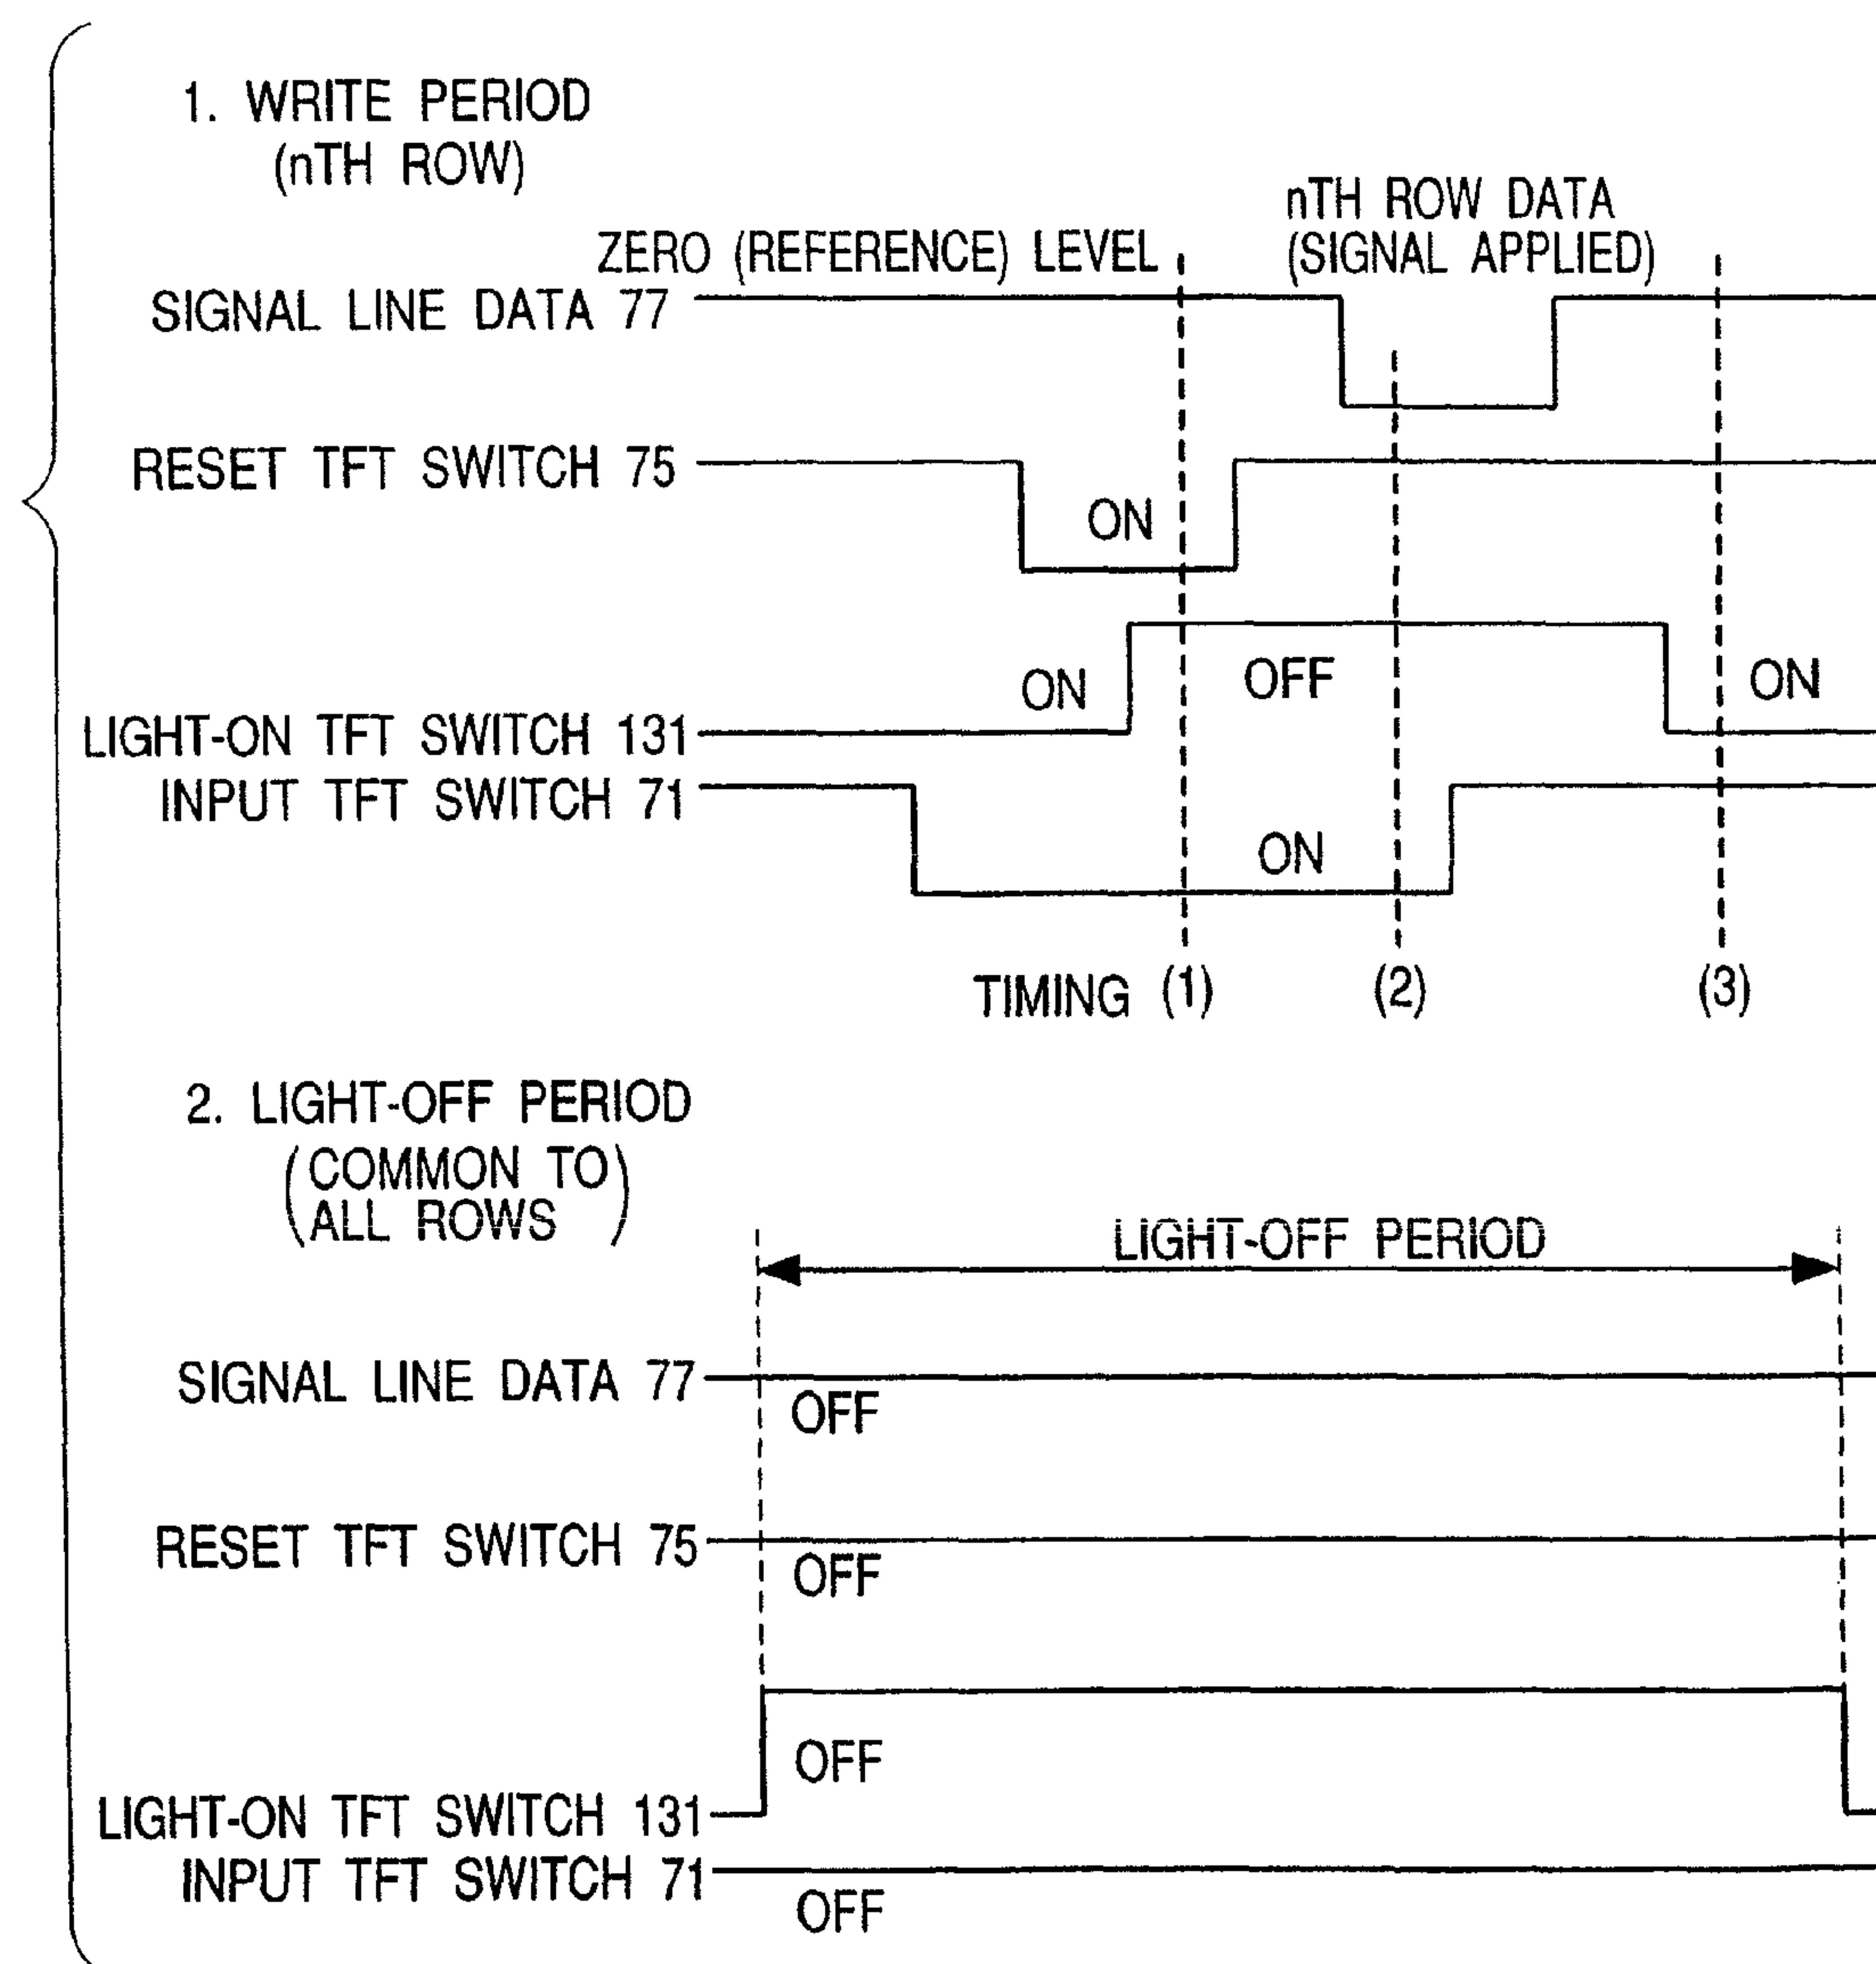 1. WRITE PERIOD
(nTH ROW)
nTH ROW DATA
ZERO (REFERENCE) LEVEL
(SIGNAL APPLIED)
SIGNAL LINE DATA 77
RESET TFT SWITCH 75
ON
ON
OFF
ON
LIGHT-ON TFT SWITCH 131
INPUT TFT SWITCH 71
ON
TIMING (1) (2) (3)
2. LIGHT-OFF PERIOD
(COMMON TO
ALL ROWS)
LIGHT-OFF PERIOD
SIGNAL LINE DATA 77
OFF
RESET TFT SWITCH 75
OFF
OFF
LIGHT-ON TFT SWITCH 131
INPUT TFT SWITCH 71
OFF